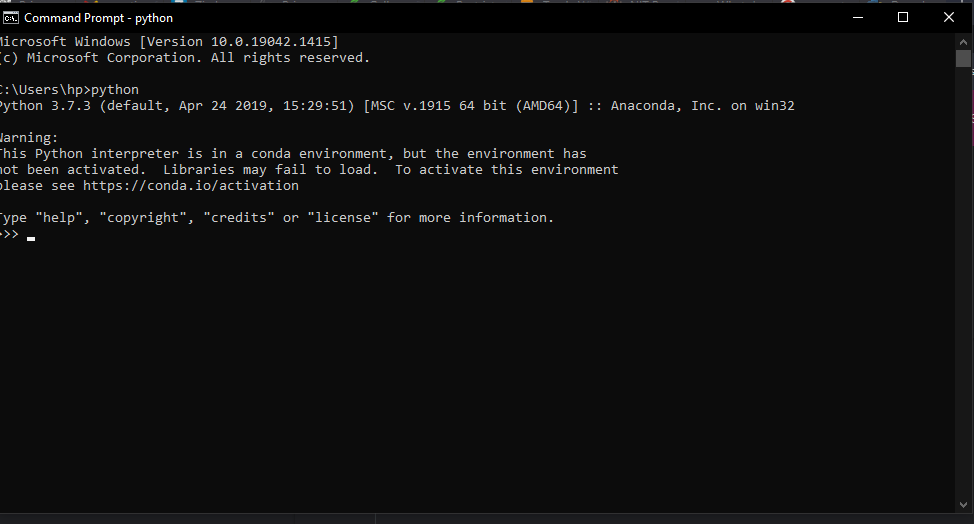 Command Prompt - python
Microsoft Windows [Version 10.0.19042.1415]
(c) Microsoft Corporation. All rights reserved.
C:\Users\hp>python
Python 3.7.3 (default, Apr 24 2019, 15:29:51) [MSC v.1915 64 bit (AMD64)] :: Anaconda, Inc. on win32
Warning:
This Python interpreter is in a conda environment, but the environment has
not been activated.  Libraries may fail to load.  To activate this environment
please see https://conda.io/activation
Type "help", "copyright", "credits" or "license" for more information.
>>>